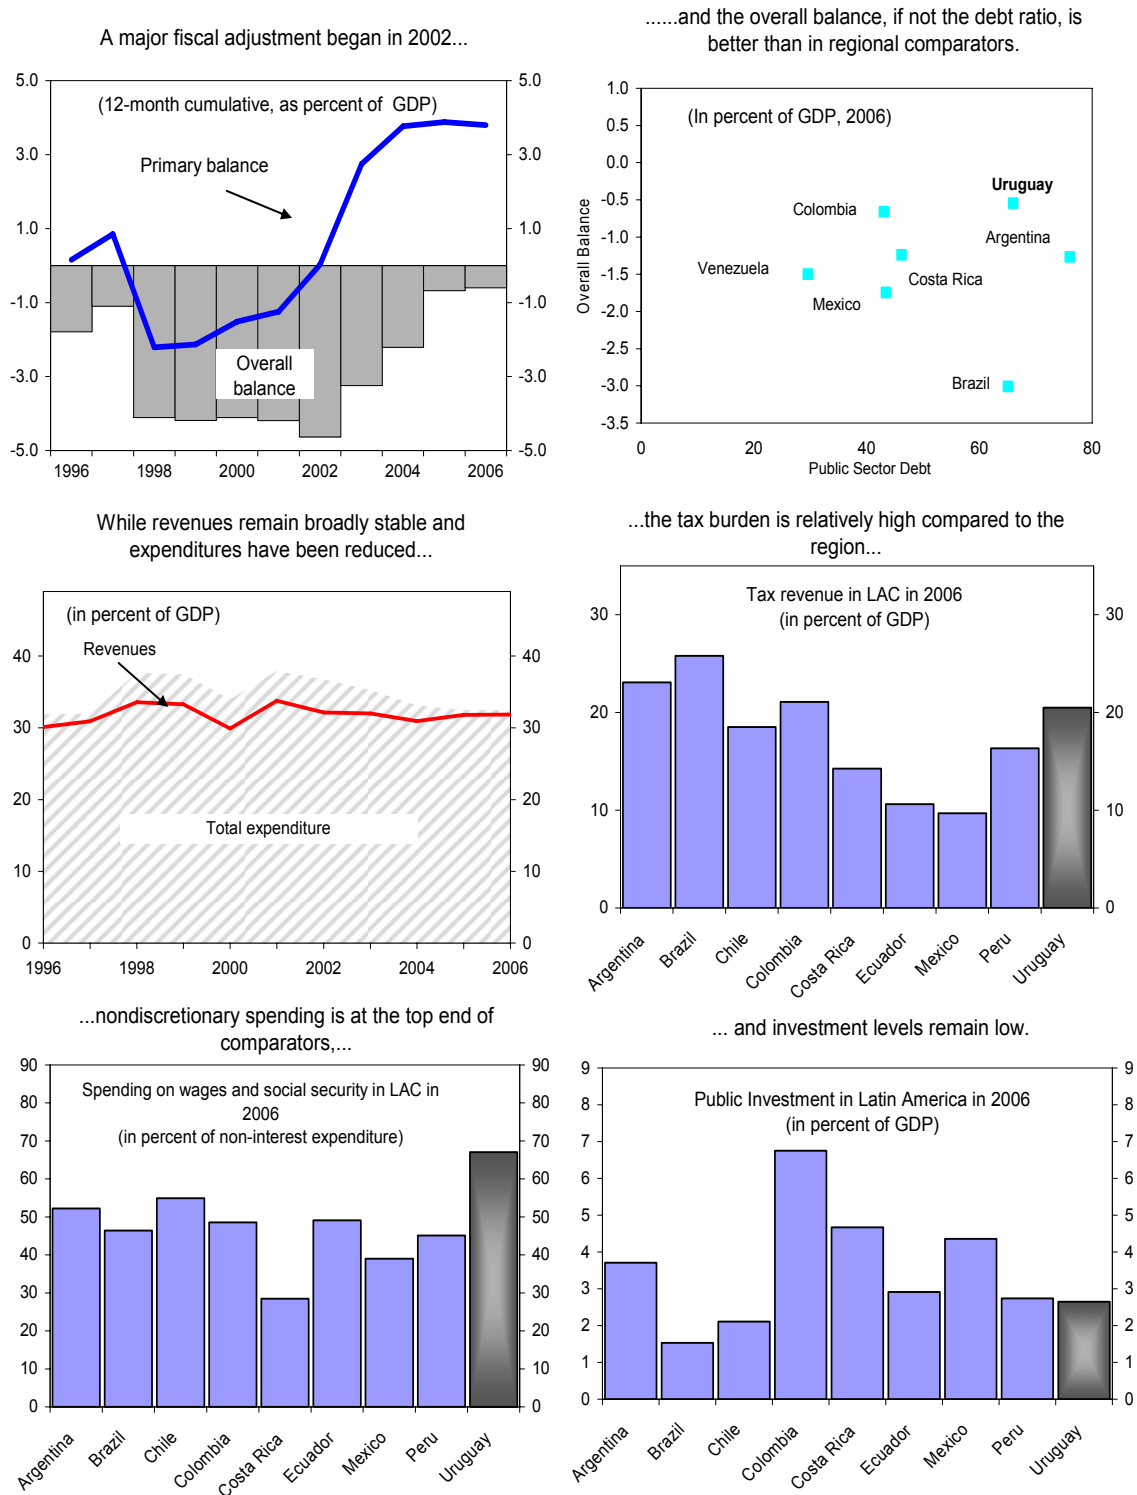 A major fiscal adjustment began in 2002...
(12-month cumulative, as percent of GDP)
Primary balance
Overall
balance
5.0
3.0
1.0
-1.0
-3.0
-5.0
5.0
3.0
1.0
-1.0
-3.0
-5.0
1996
1998
2000
2002
2004
2006
......and the overall balance, if not the debt ratio, is
better than in regional comparators.
(In percent of GDP, 2006)
Overall Balance
1.0
0.5
0.0
-0.5
-1.0
-1.5
-2.0
-2.5
-3.0
-3.5
Uruguay
Colombia
Argentina
Venezuela
Costa Rica
Mexico
Brazil
0
20
40
60
80
Public Sector Debt
While revenues remain broadly stable and
expenditures have been reduced...
(in percent of GDP)
Revenues
Total expenditure
40
30
20
10
0
40
30
20
10
0
1996
1998
2000
2002
2004
2006
...the tax burden is relatively high compared to the
region...
Tax revenue in LAC in 2006
(in percent of GDP)
30
20
10
0
30
20
10
0
Argentina
Brazil
Chile
Colombia
Costa Rica
Ecuador
Mexico
Peru
Uruguay
...nondiscretionary spending is at the top end of
comparators,...
Spending on wages and social security in LAC in
2006
(in percent of non-interest expenditure)
90
80
70
60
50
40
30
20
10
0
90
80
70
60
50
40
30
20
10
0
Argentina
Brazil
Chile
Colombia
Costa Rica
Ecuador
Mexico
Peru
Uruguay
... and investment levels remain low.
Public Investment in Latin America in 2006
(in percent of GDP)
9
8
7
6
5
4
3
2
1
0
9
8
7
6
5
4
3
2
1
0
Argentina
Brazil
Chile
Colombia
Costa Rica
Ecuador
Mexico
Peru
Uruguay